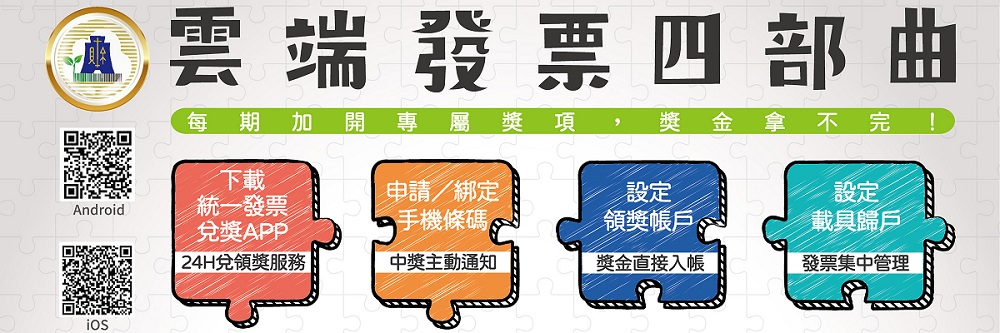 雲端發票四部曲
每期加開專屬獎項，獎金拿不完！
Android
iOS
下載
統一發票
兌獎APP
24H兌領獎服務
申請／綁定
手機條碼
中獎主動通知
設定
領獎帳戶
獎金直接入帳
設定
載具歸戶
發票集中管理